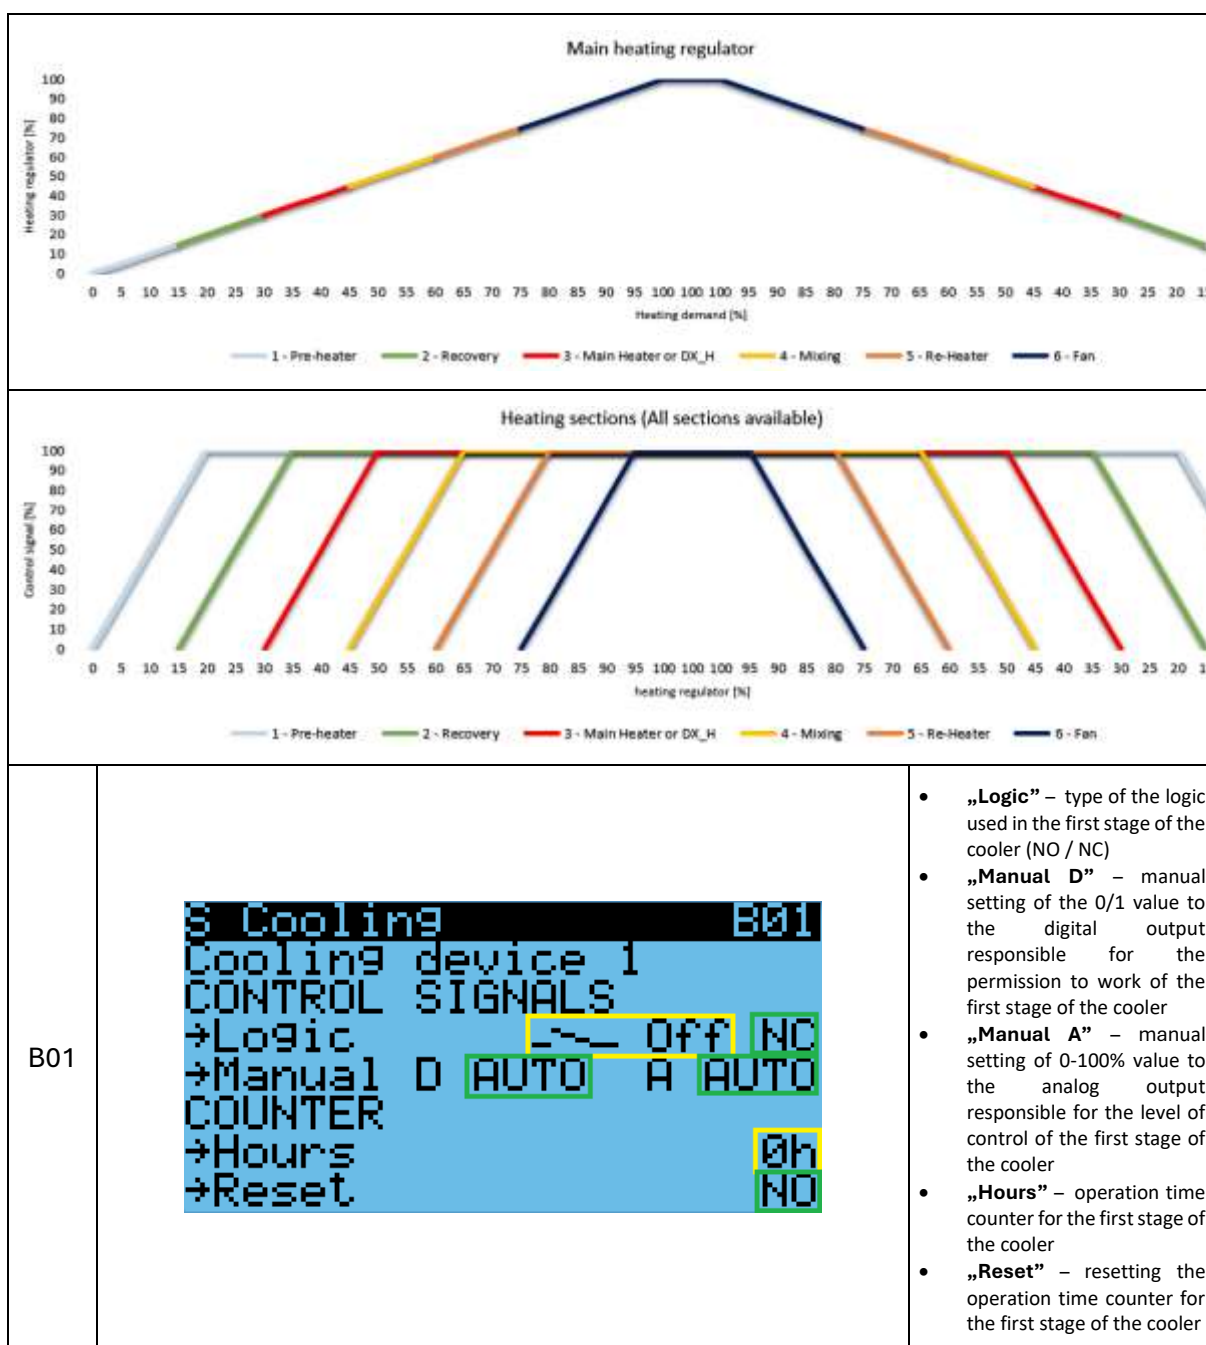 Main heating regulator
100
90
80
70
60
50
40
30
20
10
0
Heating regulator [%]
0 5 10 15 20 25 30 35 40 45 50 55 60 65 70 75 80 85 90 95 100 100 100 95 90 85 80 75 70 65 60 55 50 45 40 35 30 25 20
Heating demand [%]
1 - Pre-heater 2 - Recovery 3 - Main Heater or DX_H 4 - Mixing 5 - Re-Heater 6 - Fan
Heating sections (All sections available)
100
90
80
70
60
50
40
30
20
10
0
Control signal [%]
0 5 10 15 20 25 30 35 40 45 50 55 60 65 70 75 80 85 90 95 100 100 100 95 90 85 80 75 70 65 60 55 50 45 40 35 30 25 20
heating regulator [%]
1 - Pre-heater 2 - Recovery 3 - Main Heater or DX_H 4 - Mixing 5 - Re-Heater 6 - Fan
B01
S Cooling B01
Cooling device 1
CONTROL SIGNALS
→Logic Off NC
→Manual D AUTO A AUTO
COUNTER
→Hours 0h
→Reset NO
• „Logic” – type of the logic
used in the first stage of the
cooler (NO / NC)
• „Manual D” – manual
setting of the 0/1 value to
the digital output
responsible for the
permission to work of the
first stage of the cooler
• „Manual A” – manual
setting of 0-100% value to
the analog output
responsible for the level of
control of the first stage of
the cooler
• „Hours” – operation time
counter for the first stage of
the cooler
• „Reset” – resetting the
operation time counter for
the first stage of the cooler